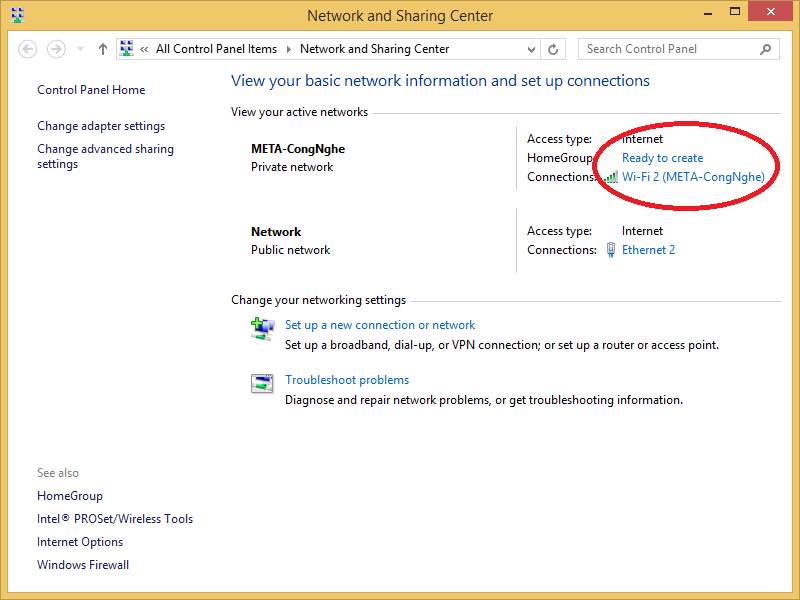 Network and Sharing Center
« All Control Panel Items Network and Sharing Center
Search Control Panel
Control Panel Home
Change adapter settings
Change advanced sharing
settings
View your basic network information and set up connections
View your active networks
META-CongNghe
Private network
Access type: Internet
HomeGroup: Ready to create
Connections: Wi-Fi 2 (META-CongNghe)
Network
Public network
Access type: Internet
Connections: Ethernet 2
Change your networking settings
Set up a new connection or network
Set up a broadband, dial-up, or VPN connection; or set up a router or access point.
Troubleshoot problems
Diagnose and repair network problems, or get troubleshooting information.
See also
HomeGroup
Intel® PROSet/Wireless Tools
Internet Options
Windows Firewall